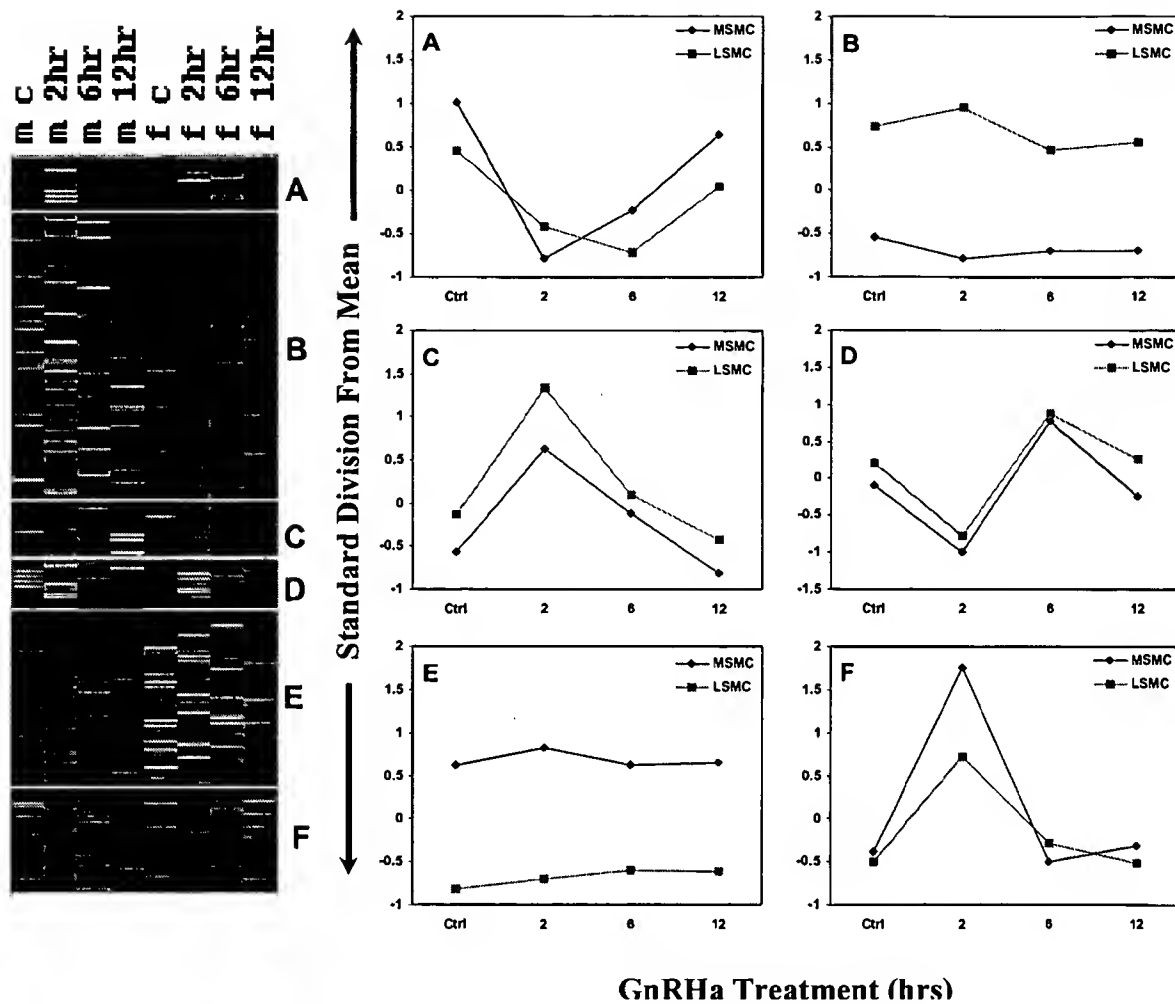 m c
m 2hr
m 6hr
m 12hr
f c
f 2hr
f 6hr
f 12hr
A
B
C
D
E
F
Standard Division From Mean
A
MSMC
LSMC
2
1.5
1
0.5
0
-0.5
-1
Ctrl 2 6 12
B
MSMC
LSMC
2
1.5
1
0.5
0
-0.5
-1
Ctrl 2 6 12
C
MSMC
LSMC
2
1.5
1
0.5
0
-0.5
-1
Ctrl 2 6 12
D
MSMC
LSMC
2
1.5
1
0.5
0
-0.5
-1
-1.5
Ctrl 2 6 12
E
MSMC
LSMC
2
1.5
1
0.5
0
-0.5
-1
Ctrl 2 6 12
F
MSMC
LSMC
2
1.5
1
0.5
0
-0.5
-1
Ctrl 2 6 12
GnRHa Treatment (hrs)